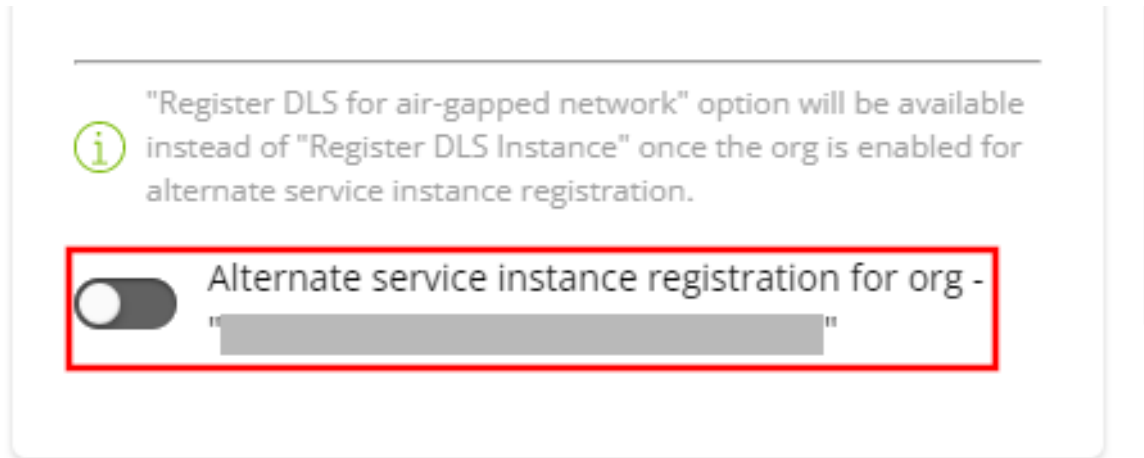 "Register DLS for air-gapped network" option will be available
instead of "Register DLS Instance" once the org is enabled for
alternate service instance registration.
Alternate service instance registration for org -
" "